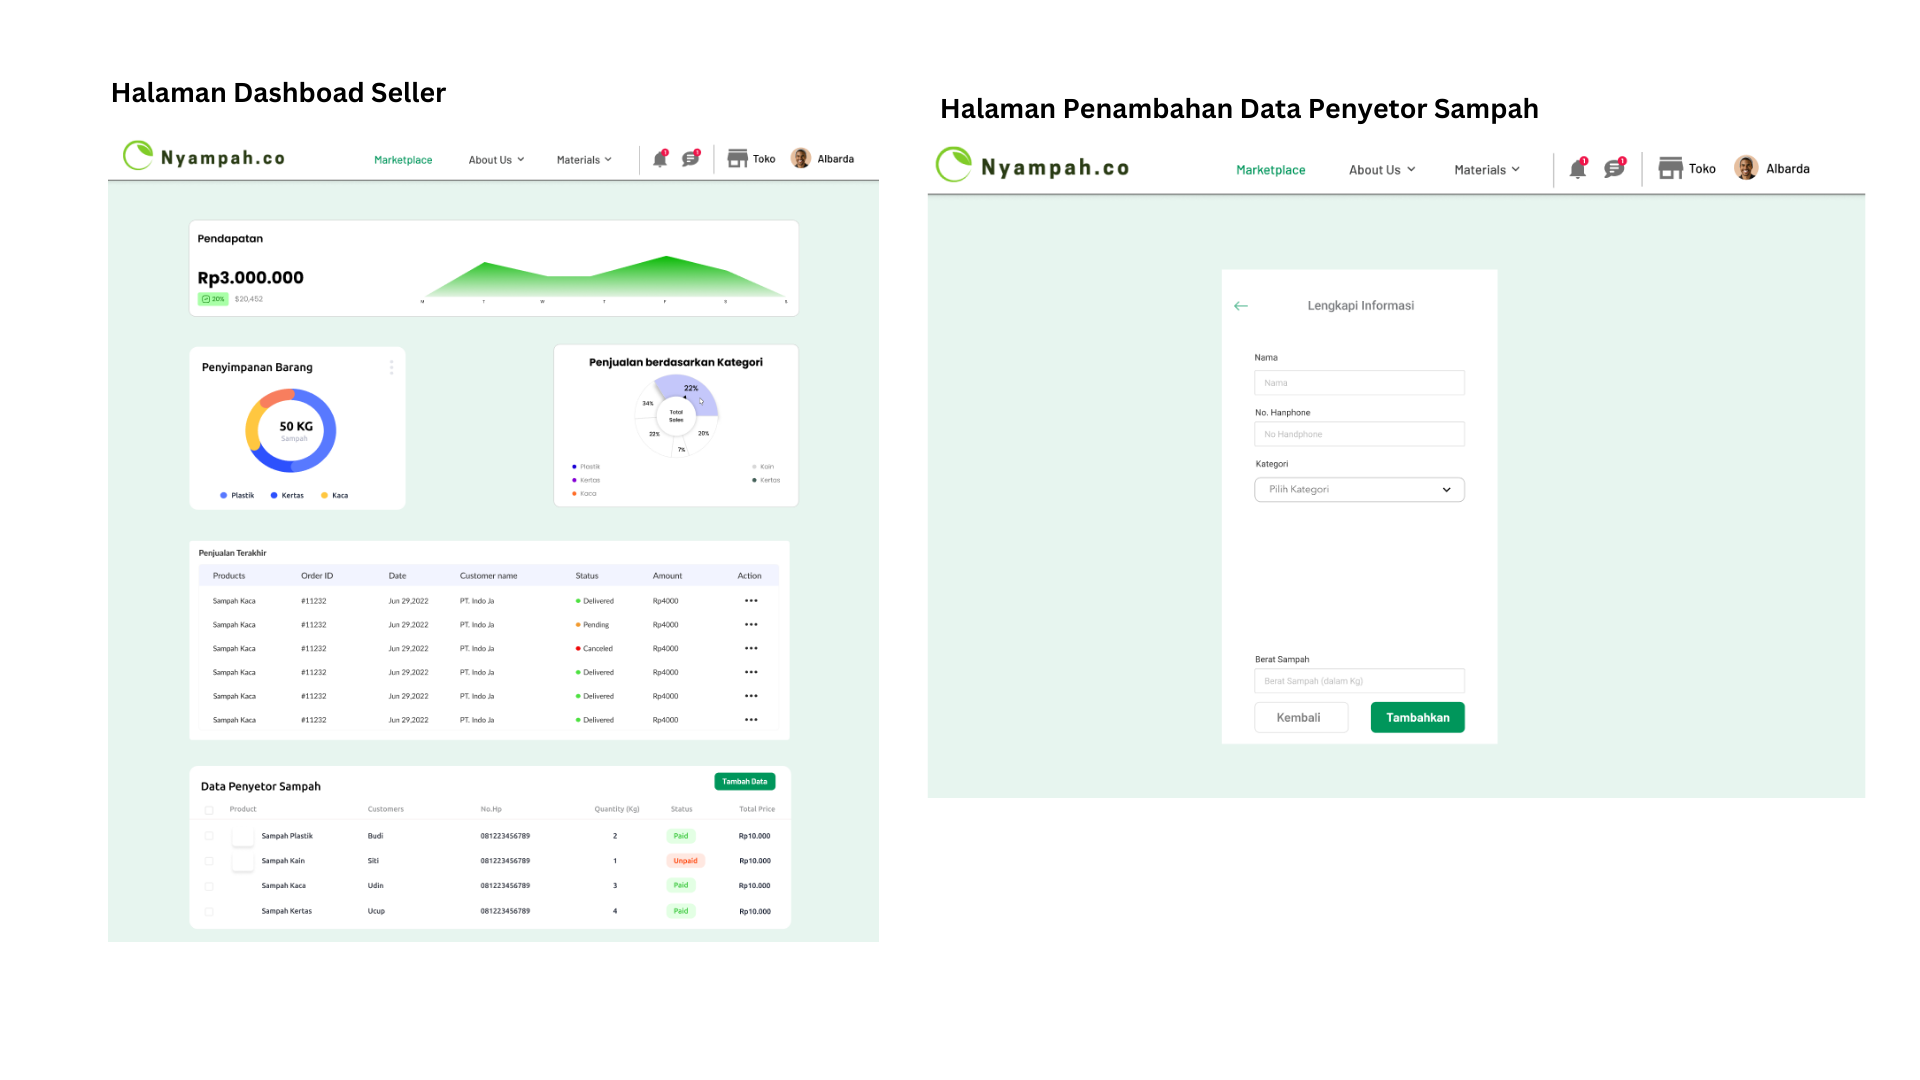 Halaman Dashboad Seller
Nyampah.co
Marketplace
About Us
Materials
1
1
Toko
Albarda
Pendapatan
Rp3.000.000
20% $20,452
M T W T F S S
Penyimpanan Barang
50 KG
Sampah
Plastik Kertas Kaca
Penjualan berdasarkan Kategori
22%
34%
Total
Sales
22%
20%
7%
Plastik
Kertas
Kaca
Kain
Kertas
Penjualan Terakhir
Products Order ID Date Customer name Status Amount Action
Sampah Kaca #11232 Jun 29,2022 PT. Indo Ja Delivered Rp4000
Sampah Kaca #11232 Jun 29,2022 PT. Indo Ja Pending Rp4000
Sampah Kaca #11232 Jun 29,2022 PT. Indo Ja Canceled Rp4000
Sampah Kaca #11232 Jun 29,2022 PT. Indo Ja Delivered Rp4000
Sampah Kaca #11232 Jun 29,2022 PT. Indo Ja Delivered Rp4000
Sampah Kaca #11232 Jun 29,2022 PT. Indo Ja Delivered Rp4000
Data Penyetor Sampah
Tambah Data
Product Customers No.Hp Quantity (Kg) Status Total Price
Sampah Plastik Budi 081223456789 2 Paid Rp10.000
Sampah Kain Siti 081223456789 1 Unpaid Rp10.000
Sampah Kaca Udin 081223456789 3 Paid Rp10.000
Sampah Kertas Ucup 081223456789 4 Paid Rp10.000
Halaman Penambahan Data Penyetor Sampah
Nyampah.co
Marketplace
About Us
Materials
1
1
Toko
Albarda
Lengkapi Informasi
Nama
Nama
No. Hanphone
No Handphone
Kategori
Pilih Kategori
Berat Sampah
Berat Sampah (dalam Kg)
Kembali
Tambahkan